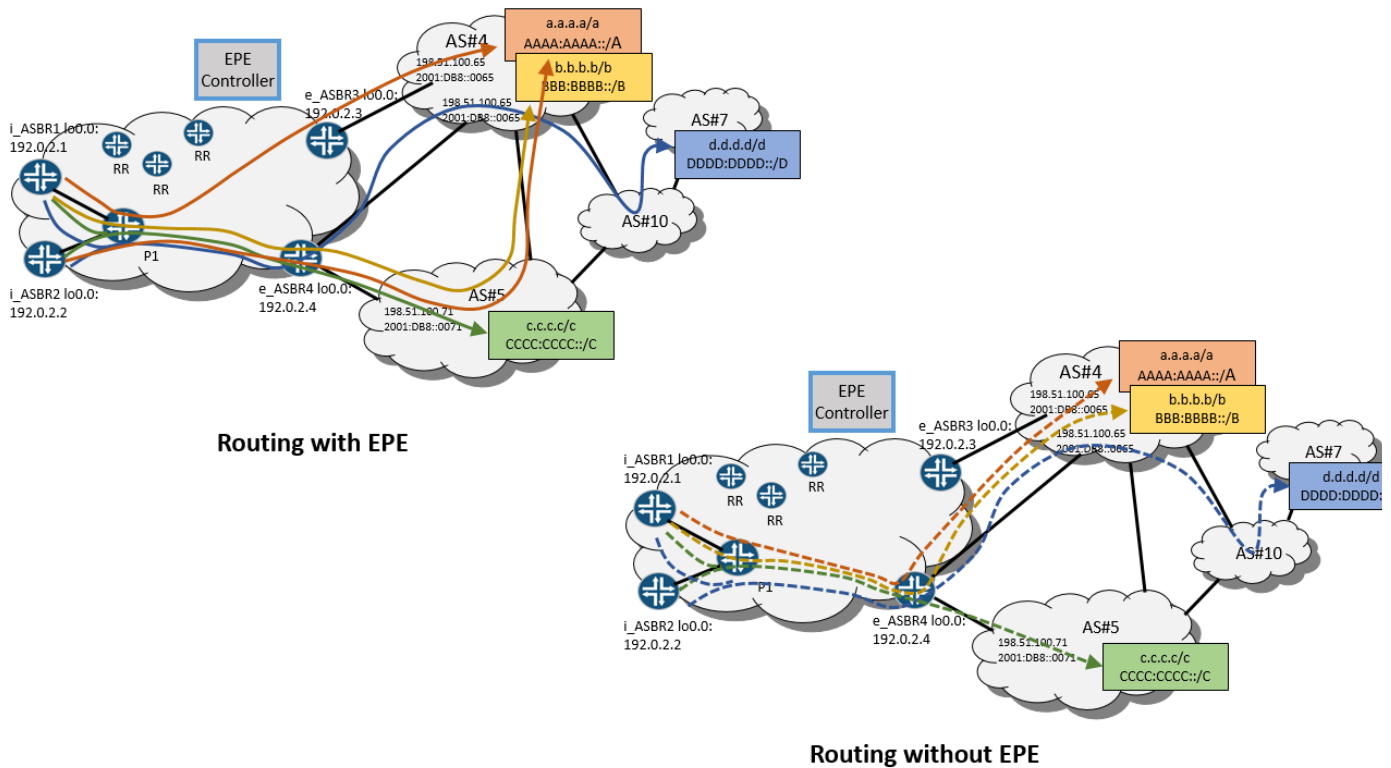 EPE
Controller
AS#4
198.51.100.65
2001:DB8::0065
198.51.100.65
2001:DB8::0065
a.a.a.a/a
AAAA:AAAA::/A
b.b.b.b/b
BBB:BBBB::/B
AS#7
d.d.d.d/d
DDDD:DDDD::/D
AS#10
e_ASBR3 lo0.0:
192.0.2.3
i_ASBR1 lo0.0:
192.0.2.1
RR
RR
RR
P1
i_ASBR2 lo0.0:
192.0.2.2
e_ASBR4 lo0.0:
192.0.2.4
AS#5
198.51.100.71
2001:DB8::0071
c.c.c.c/c
CCCC:CCCC::/C
Routing with EPE
EPE
Controller
AS#4
198.51.100.65
2001:DB8::0065
198.51.100.65
2001:DB8::0065
a.a.a.a/a
AAAA:AAAA::/A
b.b.b.b/b
BBB:BBBB::/B
AS#7
d.d.d.d/d
DDDD:DDDD:
AS#10
e_ASBR3 lo0.0:
192.0.2.3
i_ASBR1 lo0.0:
192.0.2.1
RR
RR
RR
P1
i_ASBR2 lo0.0:
192.0.2.2
e_ASBR4 lo0.0:
192.0.2.4
AS#5
198.51.100.71
2001:DB8::0071
c.c.c.c/c
CCCC:CCCC::/C
Routing without EPE